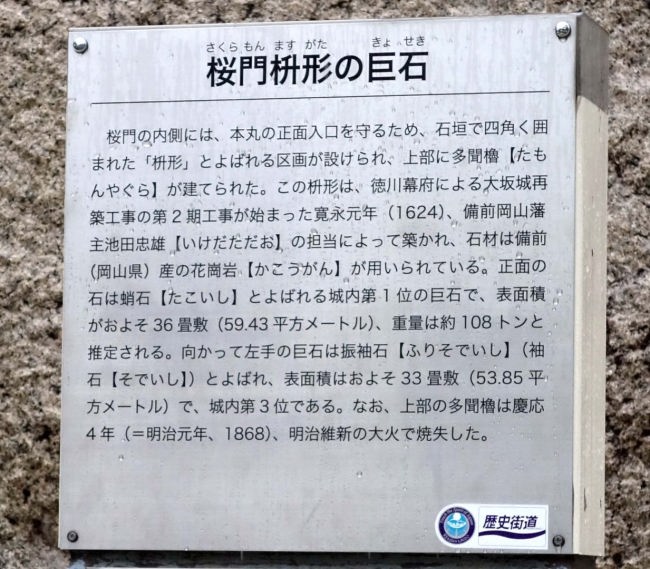 さくらもんますがた きょせき
桜門枡形の巨石
桜門の内側には、本丸の正面入口を守るため、石垣で四角く囲
まれた「枡形」とよばれる区画が設けられ、上部に多聞櫓【たも
んやぐら】が建てられた。この枡形は、徳川幕府による大坂城再
築工事の第2期工事が始まった寛永元年(1624)、備前岡山藩
主池田忠雄【いけだただお】の担当によって築かれ、石材は備前
(岡山県)産の花崗岩【かこうがん】が用いられている。正面の
石は蛸石【たこいし】とよばれる城内第1位の巨石で、表面積
がおよそ36畳敷(59.43平方メートル)、重量は約108トンと
推定される。向かって左手の巨石は振袖石【ふりそでいし】(袖
石【そでいし】)とよばれ、表面積はおよそ33畳敷(53.85平
方メートル)で、城内第3位である。なお、上部の多聞櫓は慶応
4年(=明治元年、1868)、明治維新の大火で焼失した。
歴史街道